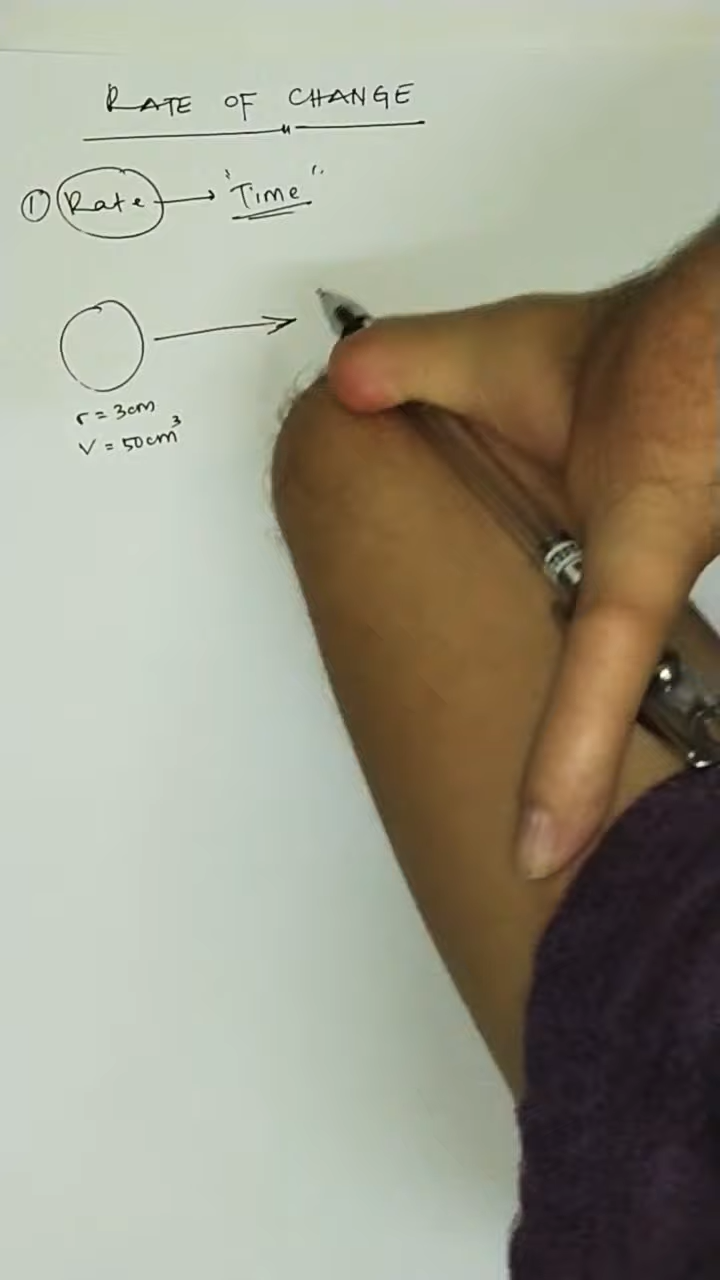 RATE OF CHANGE
① Rate → "Time"
r = 3cm
V = 50cm³